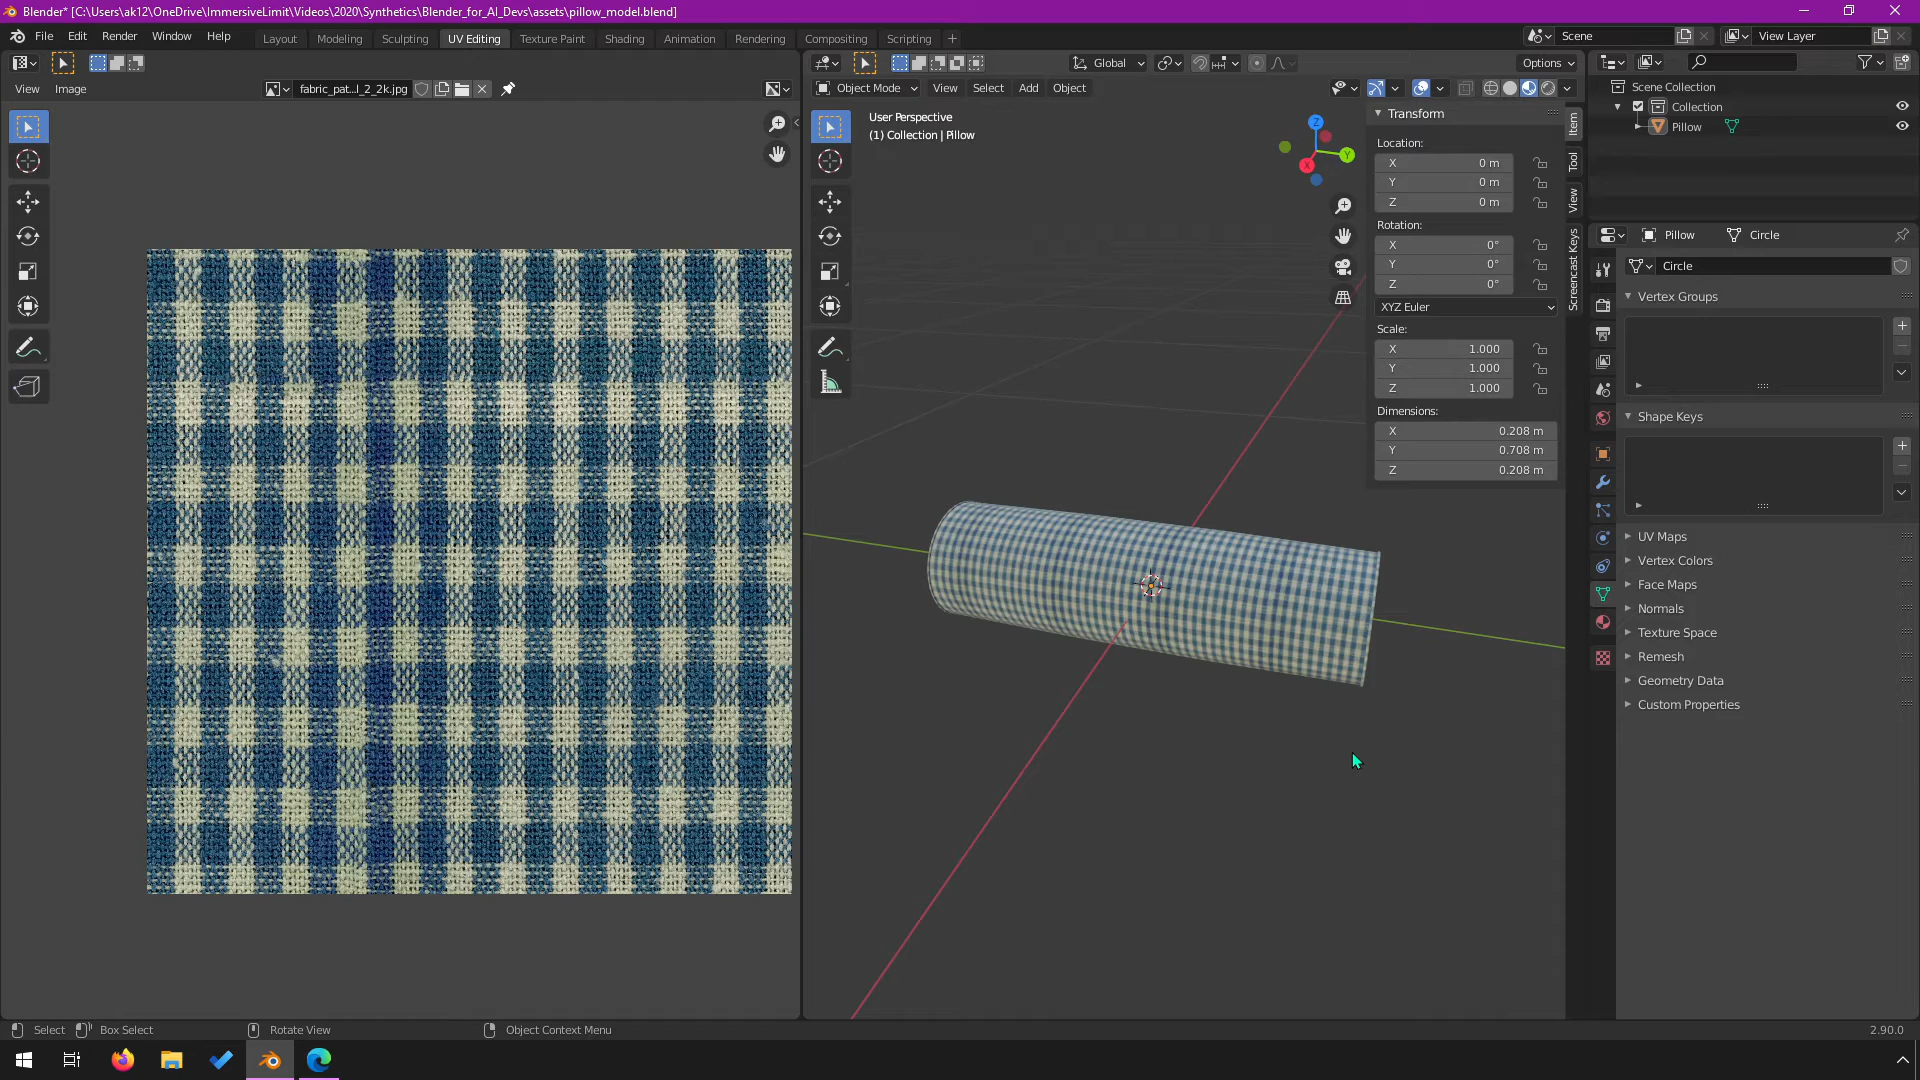 Blender* [C:\Users\ak12\OneDrive\ImmersiveLimit\Videos\2020\Synthetics\Blender_for_AI_Devs\assets\pillow_model.blend]
File Edit Render Window Help
Layout Modeling Sculpting UV Editing Texture Paint Shading Animation Rendering Compositing Scripting +
Scene
View Layer
Global
Options
View Image
fabric_pat...l_2_2k.jpg
Object Mode View Select Add Object
User Perspective
(1) Collection | Pillow
Z
Y
X
Transform
Location:
X 0 m
Y 0 m
Z 0 m
Rotation:
X 0°
Y 0°
Z 0°
XYZ Euler
Scale:
X 1.000
Y 1.000
Z 1.000
Dimensions:
X 0.208 m
Y 0.708 m
Z 0.208 m
Item
Tool
View
Screencast Keys
Scene Collection
Collection
Pillow
Pillow Circle
Circle
Vertex Groups
Shape Keys
UV Maps
Vertex Colors
Face Maps
Normals
Texture Space
Remesh
Geometry Data
Custom Properties
Select Box Select Rotate View Object Context Menu
2.90.0